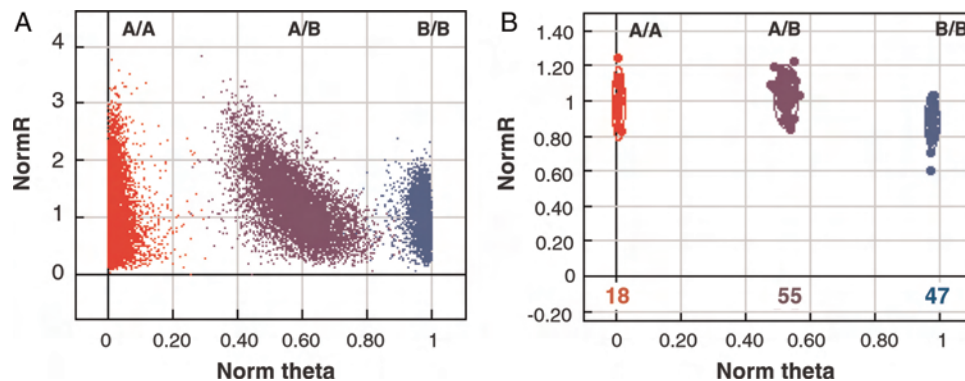 A
A/A A/B B/B
4
3
2
1
0
NormR
0 0.20 0.40 0.60 0.80 1
Norm theta
B
A/A A/B B/B
1.40
1.20
1
0.80
0.60
0.40
0.20
0
-0.20
NormR
18 55 47
0 0.20 0.40 0.60 0.80 1
Norm theta